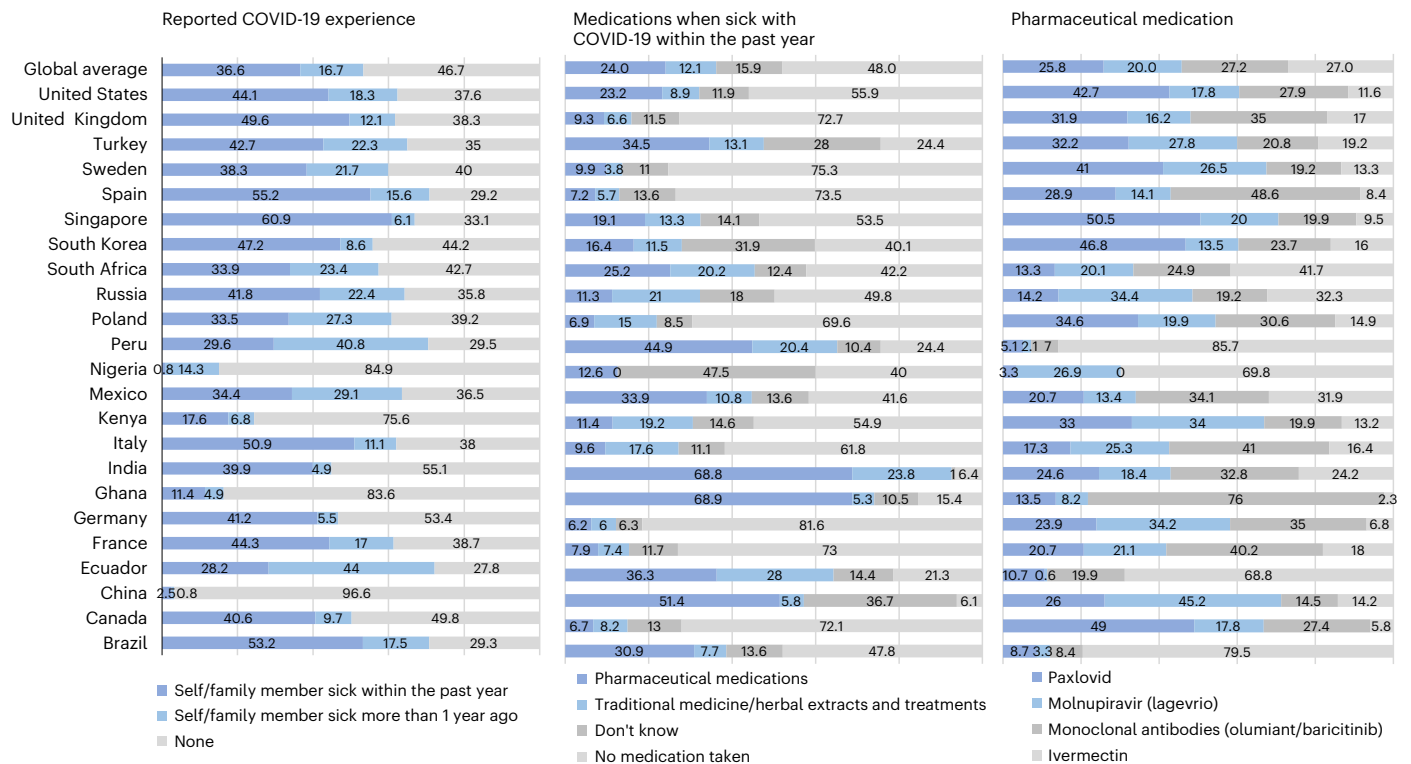 Reported COVID-19 experience
Medications when sick with
COVID-19 within the past year
Pharmaceutical medication
Global average 36.6 16.7 46.7 24.0 12.1 15.9 48.0 25.8 20.0 27.2 27.0
United States 44.1 18.3 37.6 23.2 8.9 11.9 55.9 42.7 17.8 27.9 11.6
United Kingdom 49.6 12.1 38.3 9.3 6.6 11.5 72.7 31.9 16.2 35 17
Turkey 42.7 22.3 35 34.5 13.1 28 24.4 32.2 27.8 20.8 19.2
Sweden 38.3 21.7 40 9.9 3.8 11 75.3 41 26.5 19.2 13.3
Spain 55.2 15.6 29.2 7.2 5.7 13.6 73.5 28.9 14.1 48.6 8.4
Singapore 60.9 6.1 33.1 19.1 13.3 14.1 53.5 50.5 20 19.9 9.5
South Korea 47.2 8.6 44.2 16.4 11.5 31.9 40.1 46.8 13.5 23.7 16
South Africa 33.9 23.4 42.7 25.2 20.2 12.4 42.2 13.3 20.1 24.9 41.7
Russia 41.8 22.4 35.8 11.3 21 18 49.8 14.2 34.4 19.2 32.3
Poland 33.5 27.3 39.2 6.9 15 8.5 69.6 34.6 19.9 30.6 14.9
Peru 29.6 40.8 29.5 44.9 20.4 10.4 24.4 5.1 2.1 7 85.7
Nigeria 0.8 14.3 84.9 12.6 0 47.5 40 3.3 26.9 0 69.8
Mexico 34.4 29.1 36.5 33.9 10.8 13.6 41.6 20.7 13.4 34.1 31.9
Kenya 17.6 6.8 75.6 11.4 19.2 14.6 54.9 33 34 19.9 13.2
Italy 50.9 11.1 38 9.6 17.6 11.1 61.8 17.3 25.3 41 16.4
India 39.9 4.9 55.1 68.8 23.8 1 6.4 24.6 18.4 32.8 24.2
Ghana 11.4 4.9 83.6 68.9 5.3 10.5 15.4 13.5 8.2 76 2.3
Germany 41.2 5.5 53.4 6.2 6 6.3 81.6 23.9 34.2 35 6.8
France 44.3 17 38.7 7.9 7.4 11.7 73 20.7 21.1 40.2 18
Ecuador 28.2 44 27.8 36.3 28 14.4 21.3 10.7 0.6 19.9 68.8
China 2.5 0.8 96.6 51.4 5.8 36.7 6.1 26 45.2 14.5 14.2
Canada 40.6 9.7 49.8 6.7 8.2 13 72.1 49 17.8 27.4 5.8
Brazil 53.2 17.5 29.3 30.9 7.7 13.6 47.8 8.7 3.3 8.4 79.5
Self/family member sick within the past year
Self/family member sick more than 1 year ago
None
Pharmaceutical medications
Traditional medicine/herbal extracts and treatments
Don't know
No medication taken
Paxlovid
Molnupiravir (lagevrio)
Monoclonal antibodies (olumiant/baricitinib)
Ivermectin